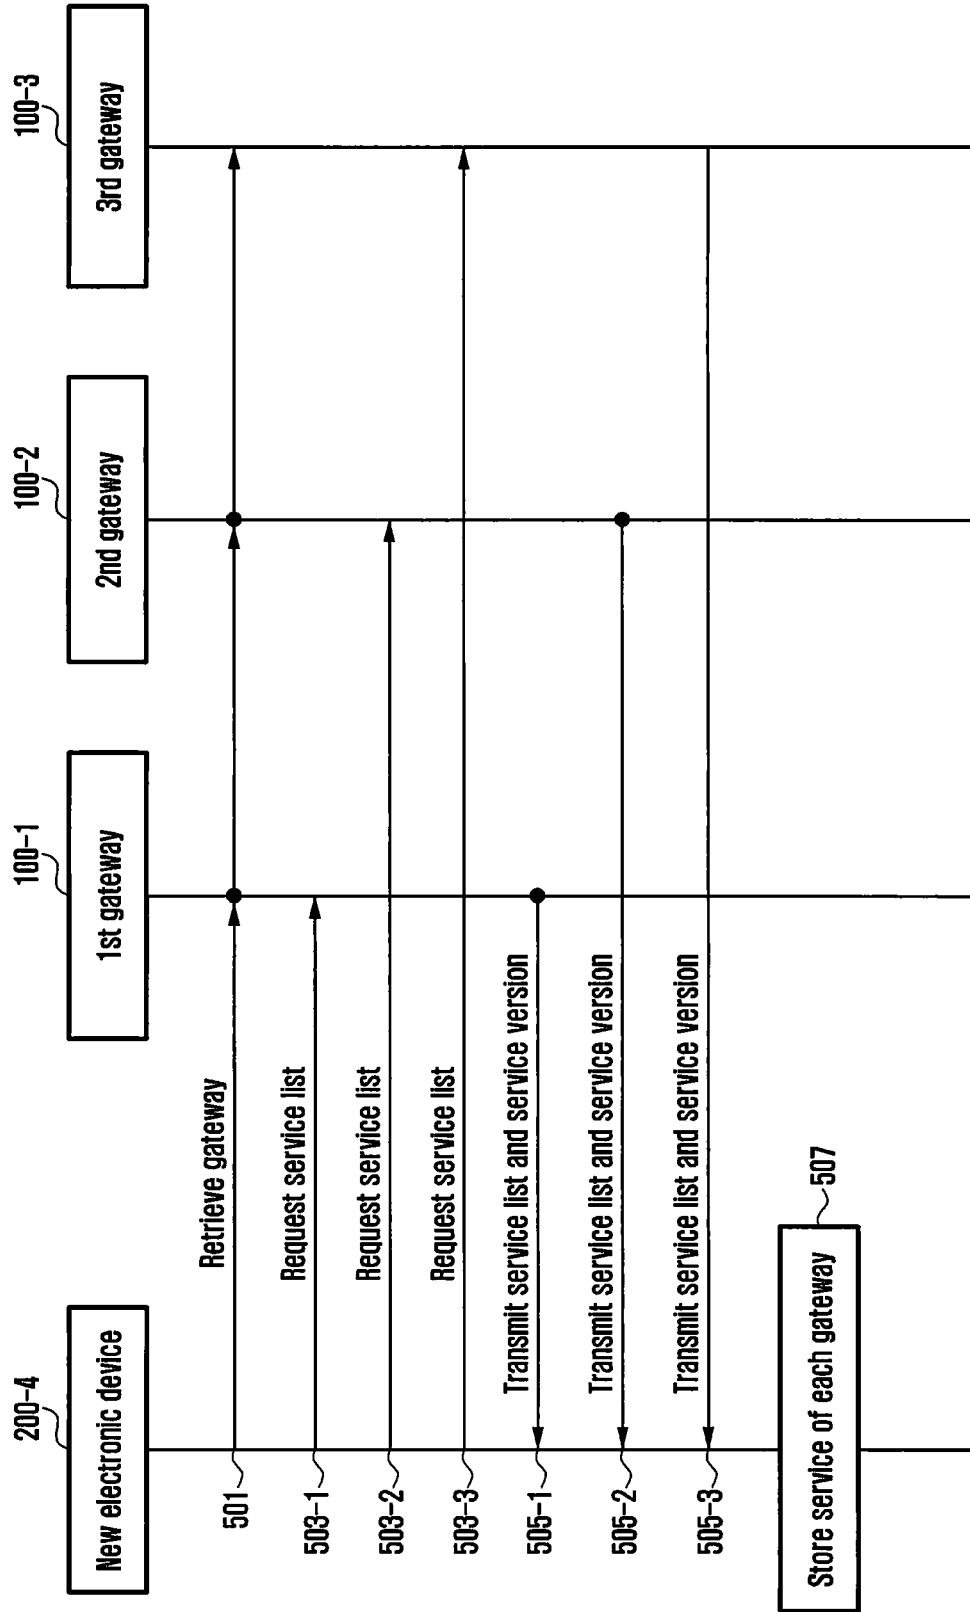 200-4
100-1
100-2
100-3
New electronic device
1st gateway
2nd gateway
3rd gateway
501
Retrieve gateway
503-1
Request service list
503-2
Request service list
503-3
Request service list
505-1
Transmit service list and service version
505-2
Transmit service list and service version
505-3
Transmit service list and service version
Store service of each gateway
507